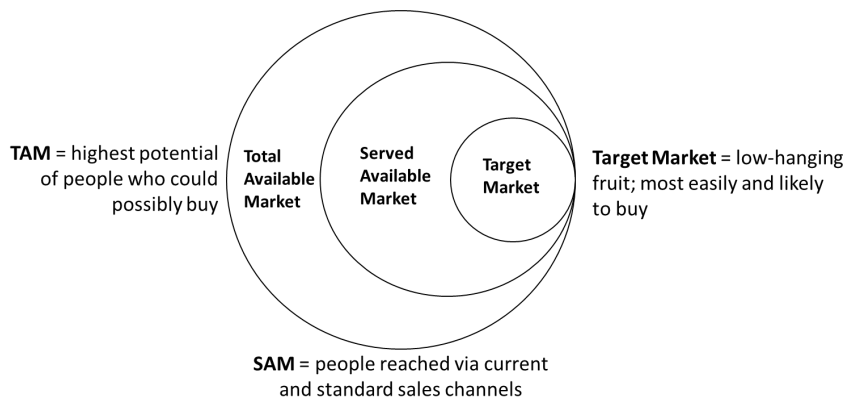 TAM = highest potential
of people who could
possibly buy
Total
Available
Market
Served
Available
Market
Target
Market
Target Market = low-hanging
fruit; most easily and likely
to buy
SAM = people reached via current
and standard sales channels